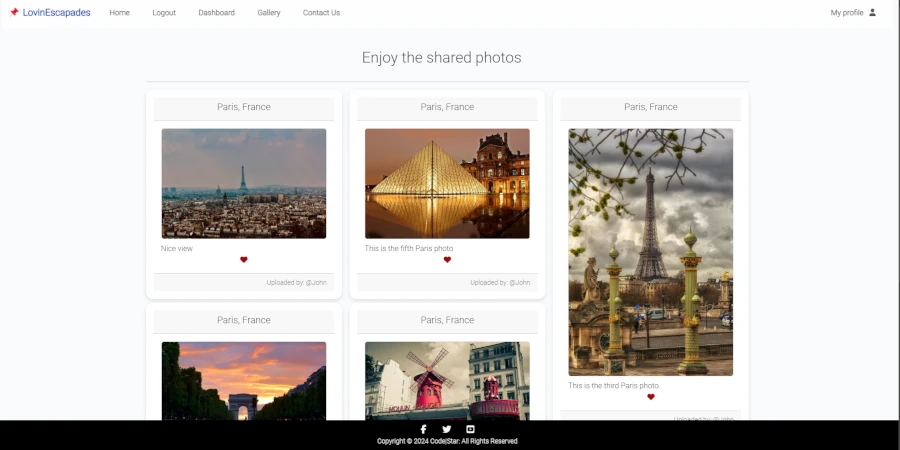 LovinEscapades Home Logout Dashboard Gallery Contact Us My profile
Enjoy the shared photos
Paris, France
Nice view
Uploaded by: @John
Paris, France
This is the fifth Paris photo
Uploaded by: @John
Paris, France
This is the third Paris photo.
Uploaded by: @John
Paris, France
Paris, France
MOULIN
Copyright © 2024 Code|Star: All Rights Reserved